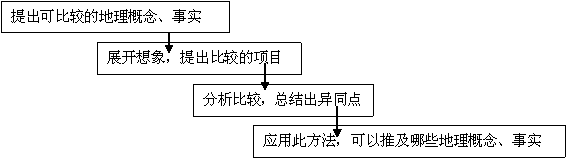 提出可比较的地理概念、事实
展开想象，提出比较的项目
分析比较，总结出异同点
应用此方法，可以推及哪些地理概念、事实